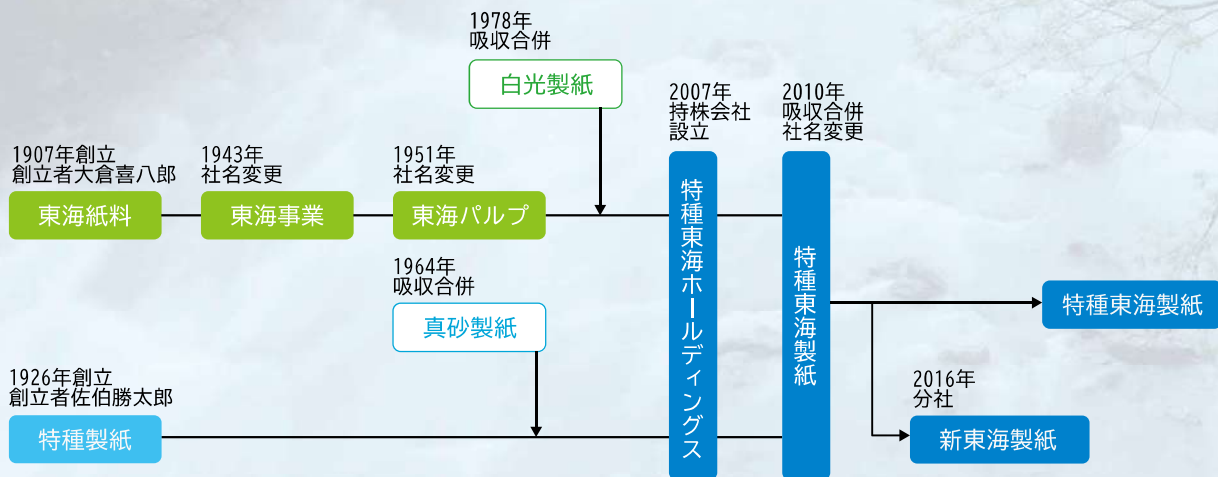 1978年
吸収合併
白光製紙
2007年
持株会社
設立
2010年
吸収合併
社名変更
1907年創立
創立者大倉喜八郎
東海紙料
1943年
社名変更
東海事業
1951年
社名変更
東海パルプ
特種東海ホールディングス
特種東海製紙
1964年
吸収合併
真砂製紙
特種東海製紙
1926年創立
創立者佐伯勝太郎
特種製紙
2016年
分社
新東海製紙